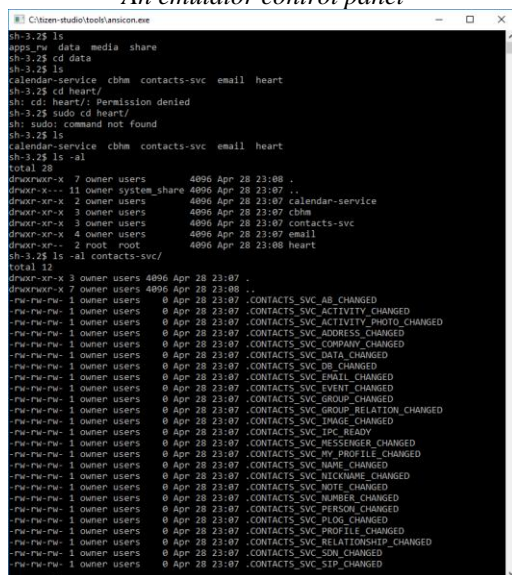 An emulator control panel
C:\tizen-studio\tools\ansicon.exe
sh-3.2$ ls
apps_rw data media share
sh-3.2$ cd data
sh-3.2$ ls
calendar-service cbhm contacts-svc email heart
sh-3.2$ cd heart/
sh: cd: heart/: Permission denied
sh-3.2$ sudo cd heart/
sh: sudo: command not found
sh-3.2$ ls
calendar-service cbhm contacts-svc email heart
sh-3.2$ ls -al
total 28
drwxrwxr-x 7 owner users 4096 Apr 28 23:08 .
drwxr-x--- 11 owner system_share 4096 Apr 28 23:07 ..
drwxr-xr-x 2 owner users 4096 Apr 28 23:07 calendar-service
drwxr-xr-x 3 owner users 4096 Apr 28 23:07 cbhm
drwxr-xr-x 3 owner users 4096 Apr 28 23:07 contacts-svc
drwxr-xr-x 4 owner users 4096 Apr 28 23:07 email
drwxr-xr-- 2 root root 4096 Apr 28 23:08 heart
sh-3.2$ ls -al contacts-svc/
total 12
drwxr-xr-x 3 owner users 4096 Apr 28 23:07 .
drwxrwxr-x 7 owner users 4096 Apr 28 23:08 ..
-rw-rw-rw- 1 owner users 0 Apr 28 23:07 .CONTACTS_SVC_AB_CHANGED
-rw-rw-rw- 1 owner users 0 Apr 28 23:07 .CONTACTS_SVC_ACTIVITY_CHANGED
-rw-rw-rw- 1 owner users 0 Apr 28 23:07 .CONTACTS_SVC_ACTIVITY_PHOTO_CHANGED
-rw-rw-rw- 1 owner users 0 Apr 28 23:07 .CONTACTS_SVC_ADDRESS_CHANGED
-rw-rw-rw- 1 owner users 0 Apr 28 23:07 .CONTACTS_SVC_COMPANY_CHANGED
-rw-rw-rw- 1 owner users 0 Apr 28 23:07 .CONTACTS_SVC_DATA_CHANGED
-rw-rw-rw- 1 owner users 0 Apr 28 23:07 .CONTACTS_SVC_DB_CHANGED
-rw-rw-rw- 1 owner users 0 Apr 28 23:07 .CONTACTS_SVC_EMAIL_CHANGED
-rw-rw-rw- 1 owner users 0 Apr 28 23:07 .CONTACTS_SVC_EVENT_CHANGED
-rw-rw-rw- 1 owner users 0 Apr 28 23:07 .CONTACTS_SVC_GROUP_CHANGED
-rw-rw-rw- 1 owner users 0 Apr 28 23:07 .CONTACTS_SVC_GROUP_RELATION_CHANGED
-rw-rw-rw- 1 owner users 0 Apr 28 23:07 .CONTACTS_SVC_IMAGE_CHANGED
-rw-rw-rw- 1 owner users 0 Apr 28 23:07 .CONTACTS_SVC_IPC_READY
-rw-rw-rw- 1 owner users 0 Apr 28 23:07 .CONTACTS_SVC_MESSENGER_CHANGED
-rw-rw-rw- 1 owner users 0 Apr 28 23:07 .CONTACTS_SVC_MY_PROFILE_CHANGED
-rw-rw-rw- 1 owner users 0 Apr 28 23:07 .CONTACTS_SVC_NAME_CHANGED
-rw-rw-rw- 1 owner users 0 Apr 28 23:07 .CONTACTS_SVC_NICKNAME_CHANGED
-rw-rw-rw- 1 owner users 0 Apr 28 23:07 .CONTACTS_SVC_NOTE_CHANGED
-rw-rw-rw- 1 owner users 0 Apr 28 23:07 .CONTACTS_SVC_NUMBER_CHANGED
-rw-rw-rw- 1 owner users 0 Apr 28 23:07 .CONTACTS_SVC_PERSON_CHANGED
-rw-rw-rw- 1 owner users 0 Apr 28 23:07 .CONTACTS_SVC_PLOG_CHANGED
-rw-rw-rw- 1 owner users 0 Apr 28 23:07 .CONTACTS_SVC_PROFILE_CHANGED
-rw-rw-rw- 1 owner users 0 Apr 28 23:07 .CONTACTS_SVC_RELATIONSHIP_CHANGED
-rw-rw-rw- 1 owner users 0 Apr 28 23:07 .CONTACTS_SVC_SDN_CHANGED
-rw-rw-rw- 1 owner users 0 Apr 28 23:07 .CONTACTS_SVC_SIP_CHANGED